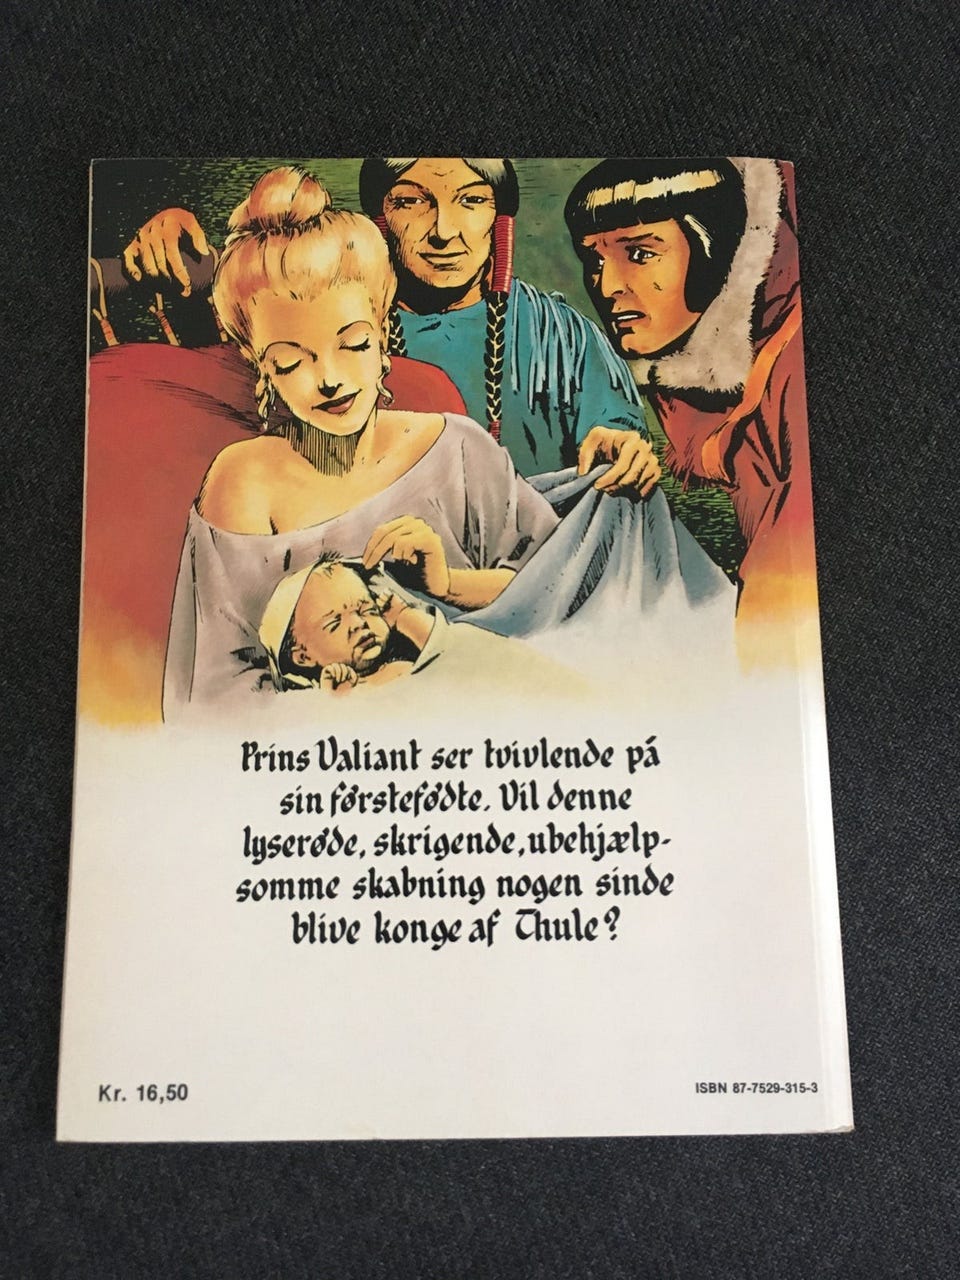 Prins Valiant ser tvivlende på
sin førstefødte. Vil denne
lyserøde, skrigende, ubehjælp-
somme skabning nogen sinde
blive konge af Thule?
Kr. 16,50
ISBN 87-7529-315-3